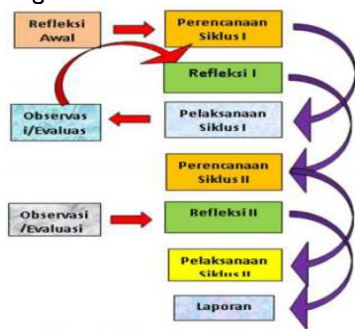 Refleksi
Awal
Perencanaan
Siklus I
Refleksi I
Observas
i/Evaluas
Pelaksanaan
Siklus I
Perencanaan
Siklus II
Observasi
/Evaluasi
Refleksi II
Pelaksanaan
Siklus II
Laporan